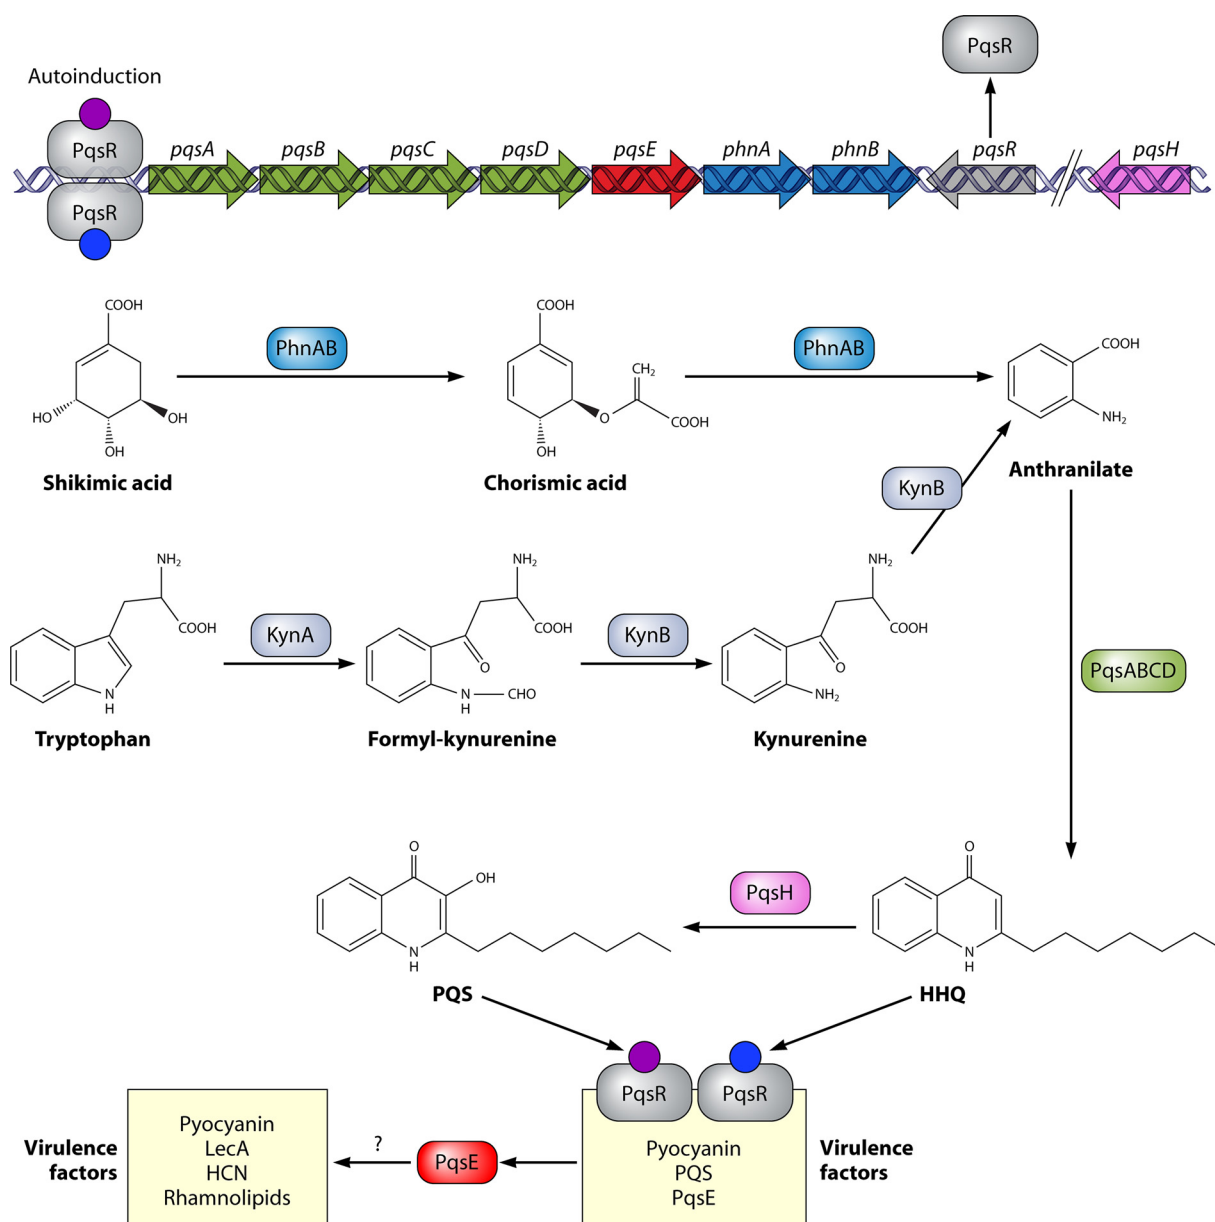 PqsR
Autoinduction
PqsR
PqsR
pqsA
pqsB
pqsC
pqsD
pqsE
phnA
phnB
pqsR
pqsH
COOH
HO
OH
OH
Shikimic acid
PhnAB
COOH
CH2
O
COOH
OH
Chorismic acid
PhnAB
COOH
NH2
Anthranilate
KynB
NH2
COOH
N
H
Tryptophan
KynA
NH2
COOH
O
N
H
CHO
Formyl-kynurenine
KynB
NH2
COOH
O
NH2
Kynurenine
PqsABCD
O
OH
N
H
PQS
PqsH
O
N
H
HHQ
PqsR
PqsR
Pyocyanin
PQS
PqsE
Virulence
factors
PqsE
?
Pyocyanin
LecA
HCN
Rhamnolipids
Virulence
factors